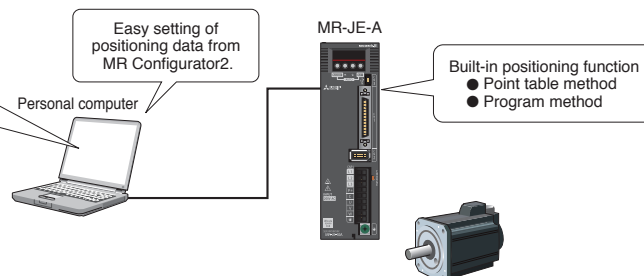 Easy setting of
positioning data from
MR Configurator2.
MR-JE-A
Built-in positioning function
● Point table method
● Program method
Personal computer